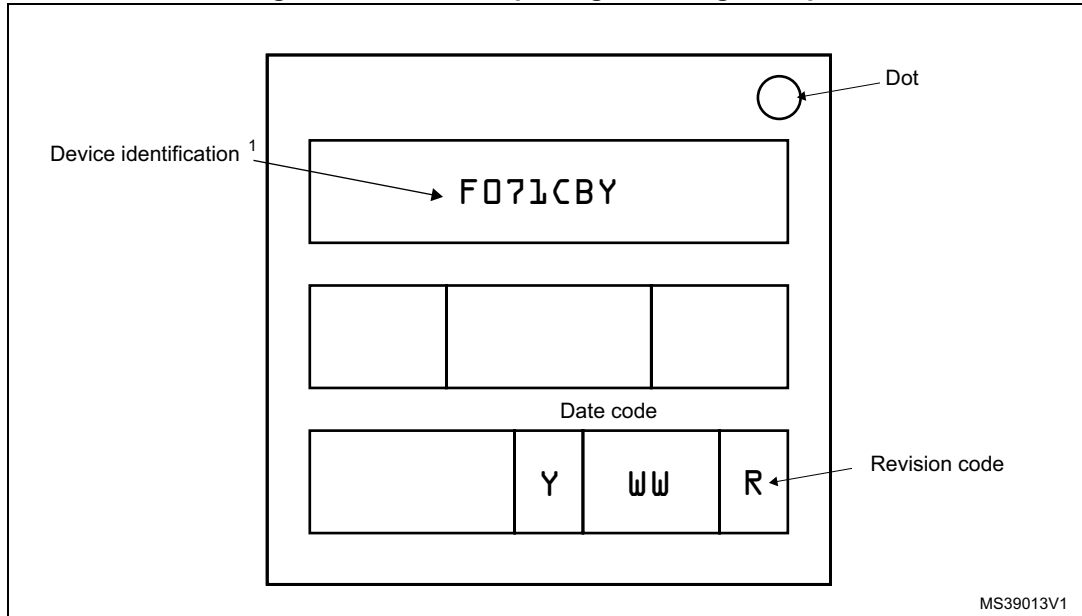 Dot
Device identification 1
F071CBY
Date code
Y WW R
Revision code
MS39013V1